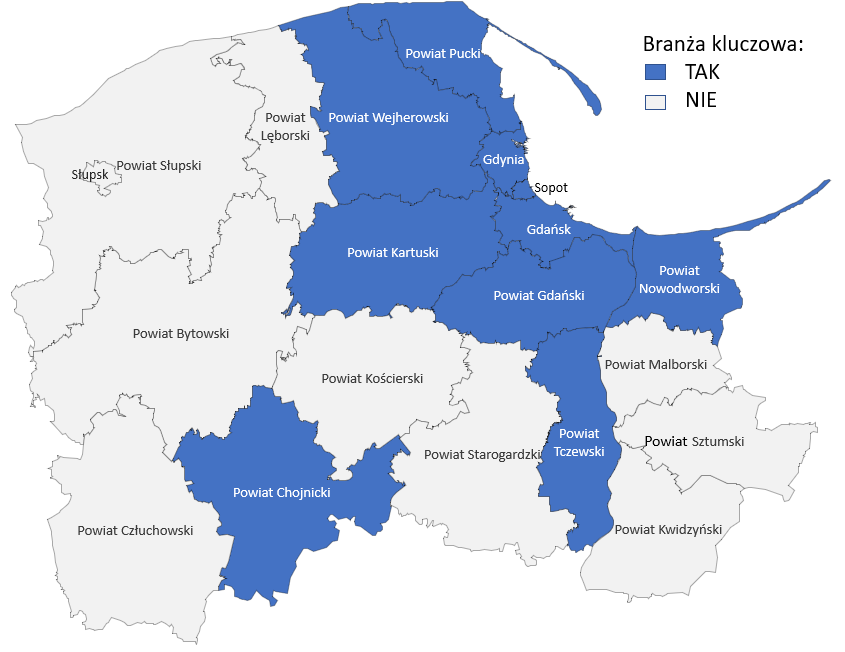 Branża kluczowa:
TAK
NIE
Powiat Pucki
Powiat
Lęborski
Powiat Wejherowski
Gdynia
Powiat Słupski
Słupsk
Sopot
Gdańsk
Powiat Kartuski
Powiat
Nowodworski
Powiat Gdański
Powiat Bytowski
Powiat Malborski
Powiat Kościerski
Powiat
Tczewski
Powiat Sztumski
Powiat Starogardzki
Powiat Chojnicki
Powiat Człuchowski
Powiat Kwidzyński